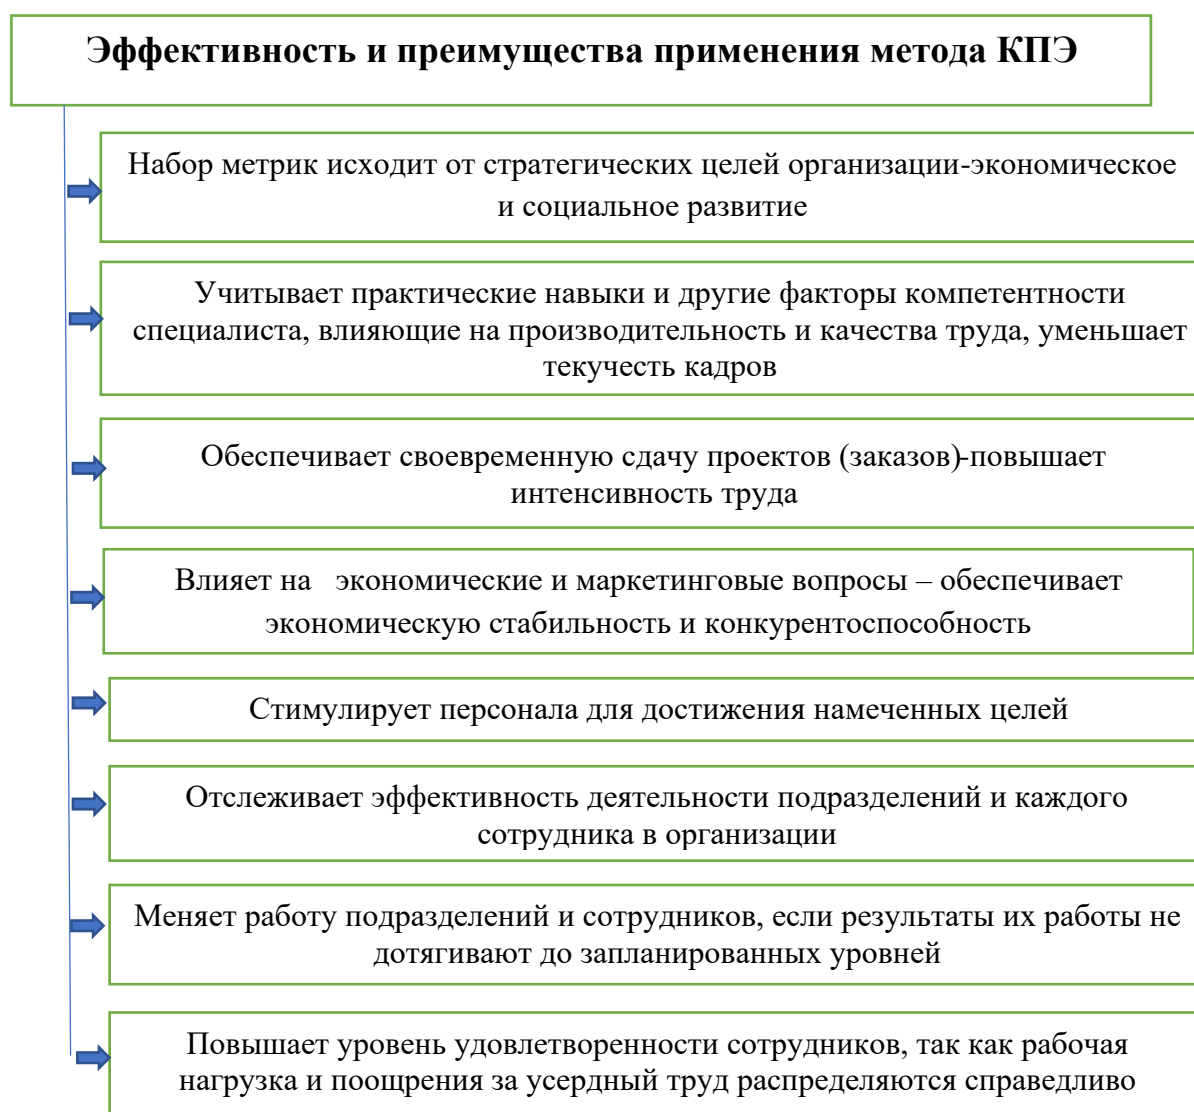 Эффективность и преимущества применения метода КПЭ
Набор метрик исходит от стратегических целей организации-экономическое
и социальное развитие
Учитывает практические навыки и другие факторы компетентности
специалиста, влияющие на производительность и качества труда, уменьшает
текучесть кадров
Обеспечивает своевременную сдачу проектов (заказов)-повышает
интенсивность труда
Влияет на   экономические и маркетинговые вопросы – обеспечивает
экономическую стабильность и конкурентоспособность
Стимулирует персонала для достижения намеченных целей
Отслеживает эффективность деятельности подразделений и каждого
сотрудника в организации
Меняет работу подразделений и сотрудников, если результаты их работы не
дотягивают до запланированных уровней
Повышает уровень удовлетворенности сотрудников, так как рабочая
нагрузка и поощрения за усердный труд распределяются справедливо